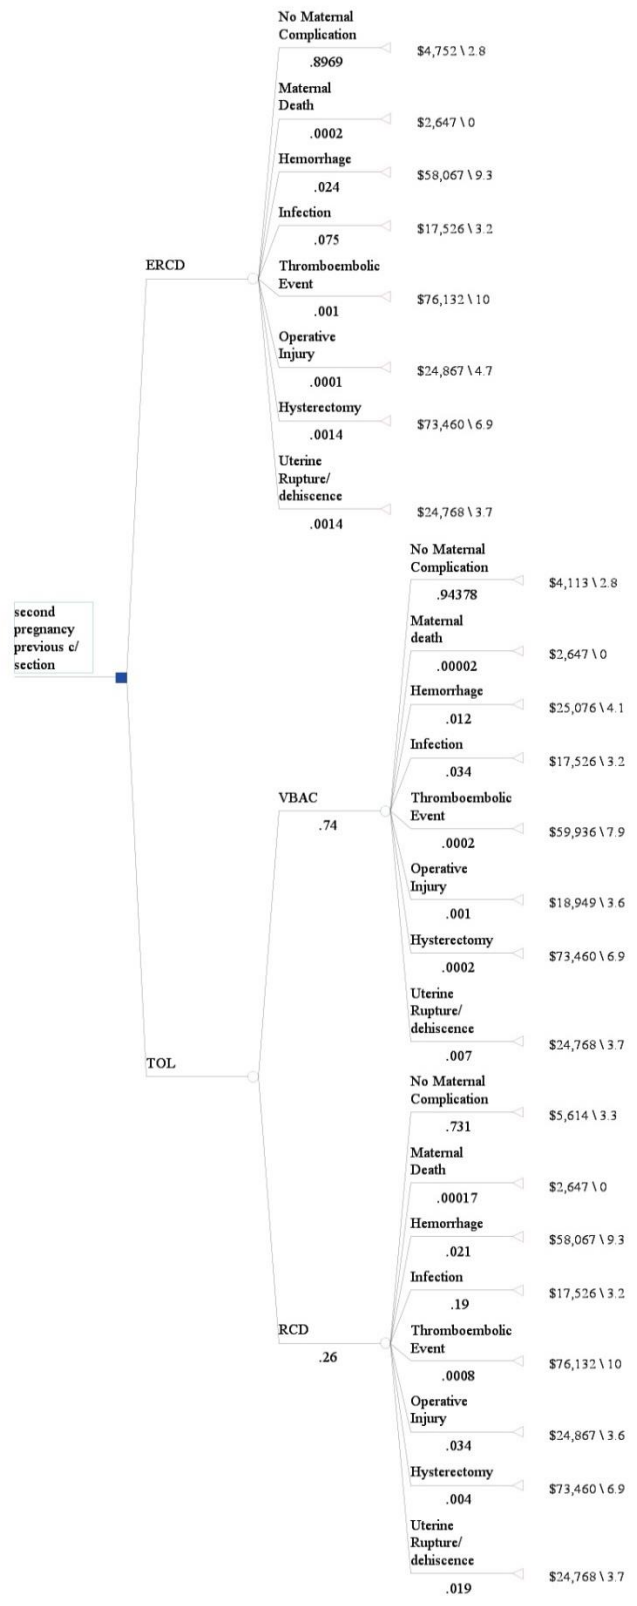 No Maternal
Complication
.8969
$4,752 \ 2.8
Maternal
Death
.0002
$2,647 \ 0
Hemorrhage
.024
$58,067 \ 9.3
Infection
.075
$17,526 \ 3.2
ERCD
Thromboembolic
Event
.001
$76,132 \ 10
Operative
Injury
.0001
$24,867 \ 4.7
Hysterectomy
.0014
$73,460 \ 6.9
Uterine
Rupture/
dehiscence
.0014
$24,768 \ 3.7
second
pregnancy
previous c/
section
No Maternal
Complication
.94378
$4,113 \ 2.8
Maternal
death
.00002
$2,647 \ 0
Hemorrhage
.012
$25,076 \ 4.1
Infection
.034
$17,526 \ 3.2
VBAC
.74
Thromboembolic
Event
.0002
$59,936 \ 7.9
Operative
Injury
.001
$18,949 \ 3.6
Hysterectomy
.0002
$73,460 \ 6.9
Uterine
Rupture/
dehiscence
.007
$24,768 \ 3.7
TOL
No Maternal
Complication
.731
$5,614 \ 3.3
Maternal
Death
.00017
$2,647 \ 0
Hemorrhage
.021
$58,067 \ 9.3
Infection
.19
$17,526 \ 3.2
RCD
.26
Thromboembolic
Event
.0008
$76,132 \ 10
Operative
Injury
.034
$24,867 \ 3.6
Hysterectomy
.004
$73,460 \ 6.9
Uterine
Rupture/
dehiscence
.019
$24,768 \ 3.7